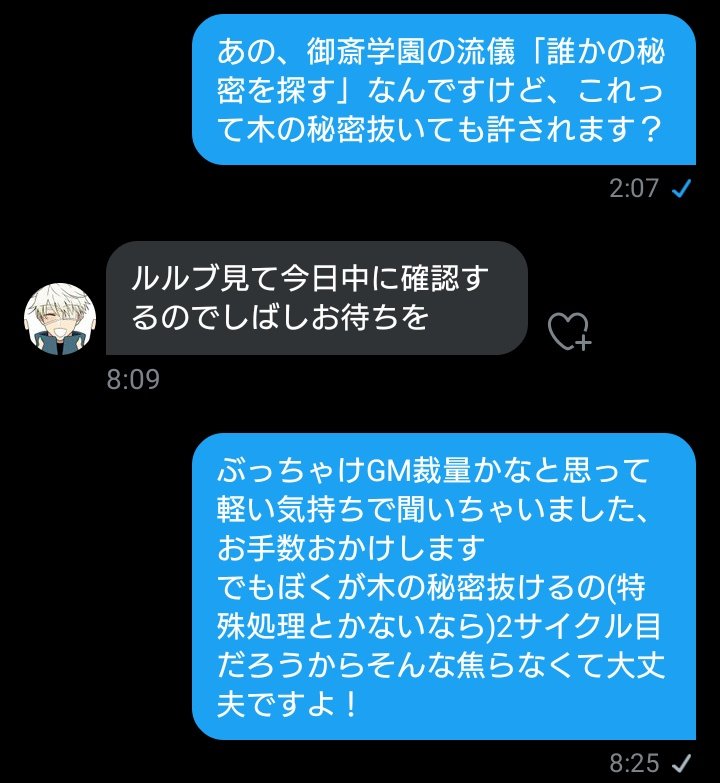 あの、御斎学園の流儀「誰かの秘
密を探す」なんですけど、これっ
て木の秘密抜いても許されます？
2:07
ルルブ見て今日中に確認す
るのでしばしお待ちを
8:09
ぶっちゃけGM裁量かなと思って
軽い気持ちで聞いちゃいました、
お手数おかけします
でもぼくが木の秘密抜けるの(特
殊処理とかないなら)2サイクル目
だろうからそんな焦らなくて大丈
夫ですよ！
8:25